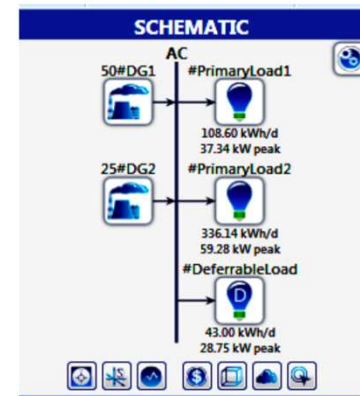 SCHEMATIC
AC
50#DG1 #PrimaryLoad1
108.60 kWh/d
37.34 kW peak
25#DG2 #PrimaryLoad2
336.14 kWh/d
59.28 kW peak
#DeferrableLoad
D
43.00 kWh/d
28.75 kW peak
$